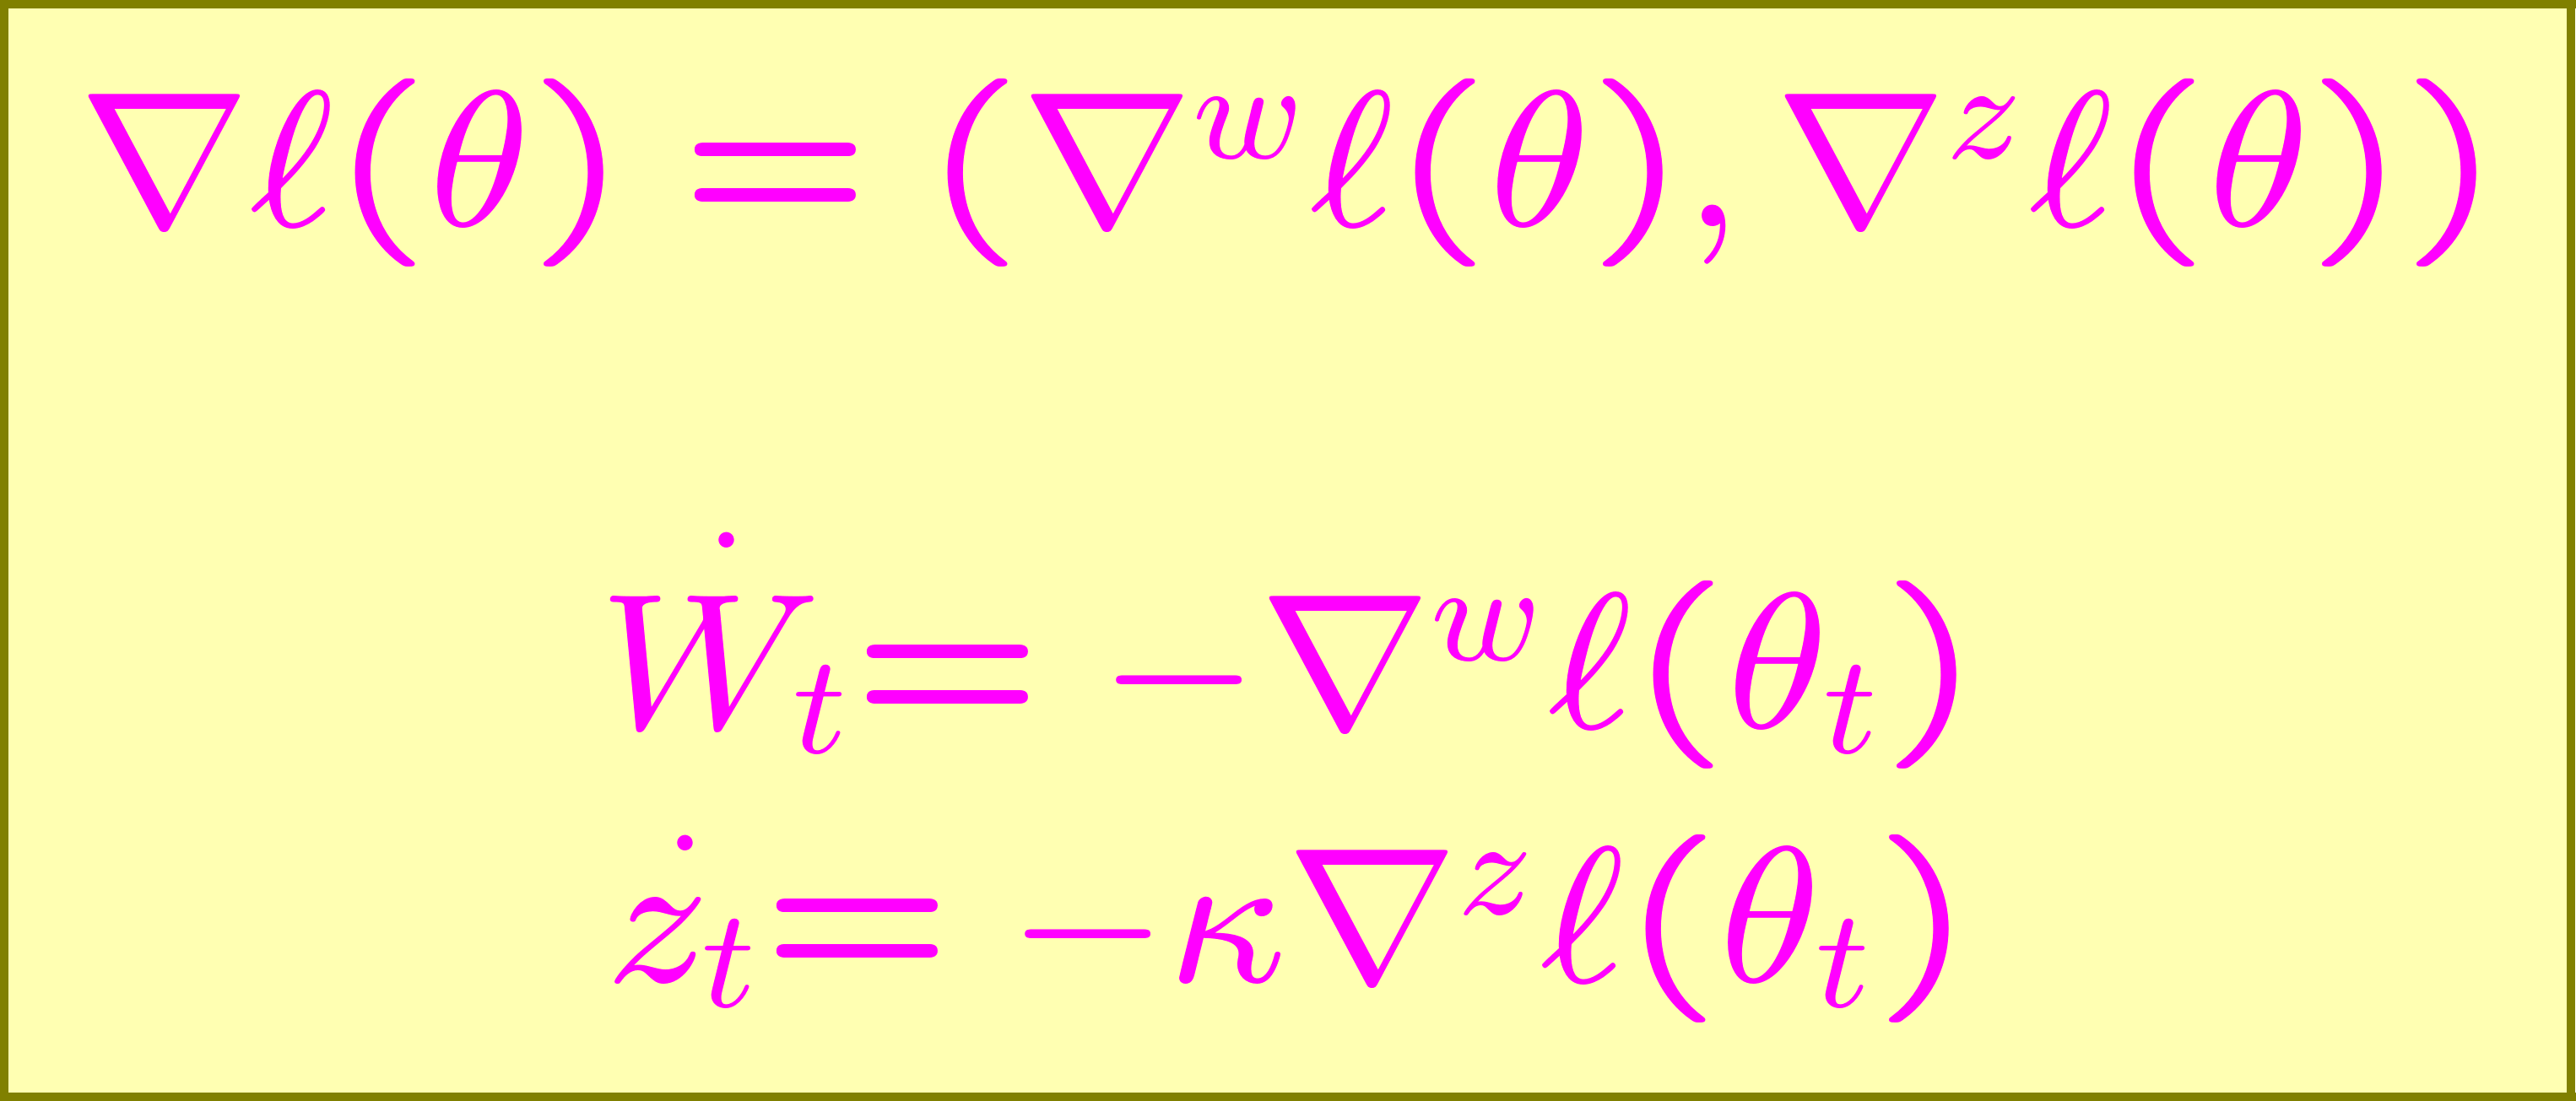 ∇ℓ(θ) = (∇^w ℓ(θ), ∇^z ℓ(θ))
Ẇ_t = −∇^w ℓ(θ_t)
ż_t = −κ∇^z ℓ(θ_t)